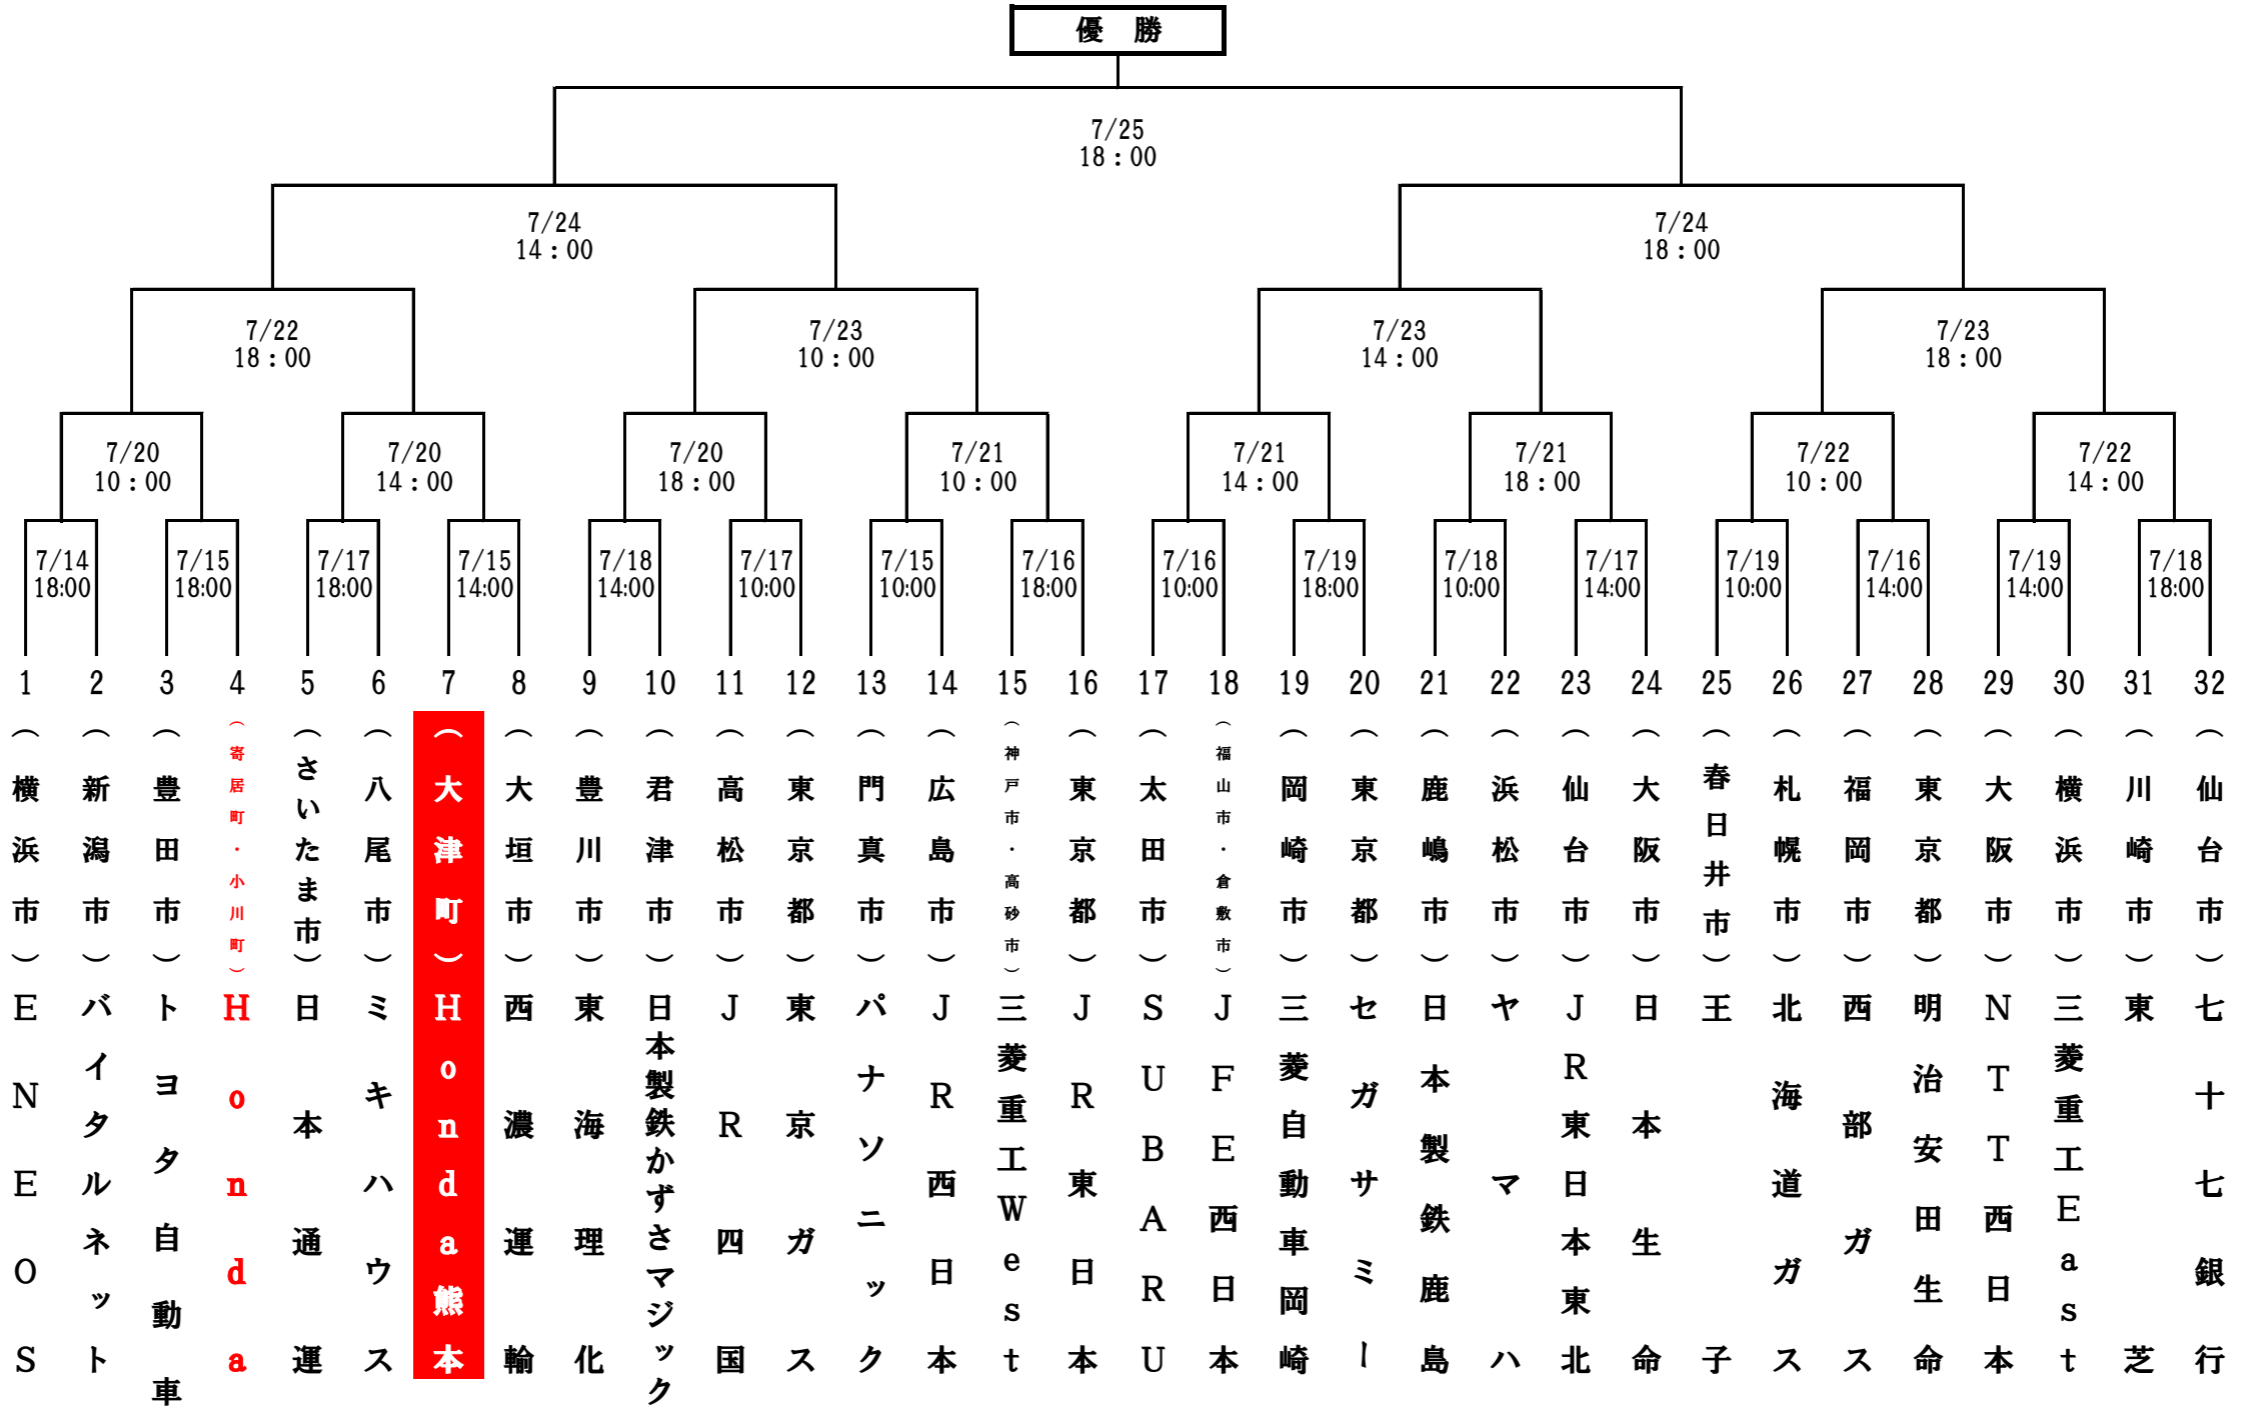 優 勝
7/25
18：00
7/24
14：00
7/24
18：00
7/22
18：00
7/23
10：00
7/23
14：00
7/23
18：00
7/20
10：00
7/20
14：00
7/20
18：00
7/21
10：00
7/21
14：00
7/21
18：00
7/22
10：00
7/22
14：00
7/14
18:00
7/15
18:00
7/17
18:00
7/15
14:00
7/18
14:00
7/17
10:00
7/15
10:00
7/16
18:00
7/16
10:00
7/19
18:00
7/18
10:00
7/17
14:00
7/19
10:00
7/16
14:00
7/19
14:00
7/18
18:00
1
（横浜市）ＥＮＥＯＳ
2
（新潟市）バイタルネット
3
（豊田市）トヨタ自動車
4
（寄居町・小川町）Ｈｏｎｄａ
5
（さいたま市）日本通運
6
（八尾市）ミキハウス
7
（大津町）Ｈｏｎｄａ熊本
8
（大垣市）西濃運輸
9
（豊川市）東海理化
10
（君津市）日本製鉄かずさマジック
11
（高松市）ＪＲ四国
12
（東京都）東京ガス
13
（門真市）パナソニック
14
（広島市）ＪＲ西日本
15
（神戸市・高砂市）三菱重工Ｗｅｓｔ
16
（東京都）ＪＲ東日本
17
（太田市）ＳＵＢＡＲＵ
18
（福山市・倉敷市）ＪＦＥ西日本
19
（岡崎市）三菱自動車岡崎
20
（東京都）セガサミー
21
（鹿嶋市）日本製鉄鹿島
22
（浜松市）ヤマハ
23
（仙台市）ＪＲ東日本東北
24
（大阪市）日本生命
25
（春日井市）王子
26
（札幌市）北海道ガス
27
（福岡市）西部ガス
28
（東京都）明治安田生命
29
（大阪市）ＮＴＴ西日本
30
（横浜市）三菱重工Ｅａｓｔ
31
（川崎市）東芝
32
（仙台市）七十七銀行